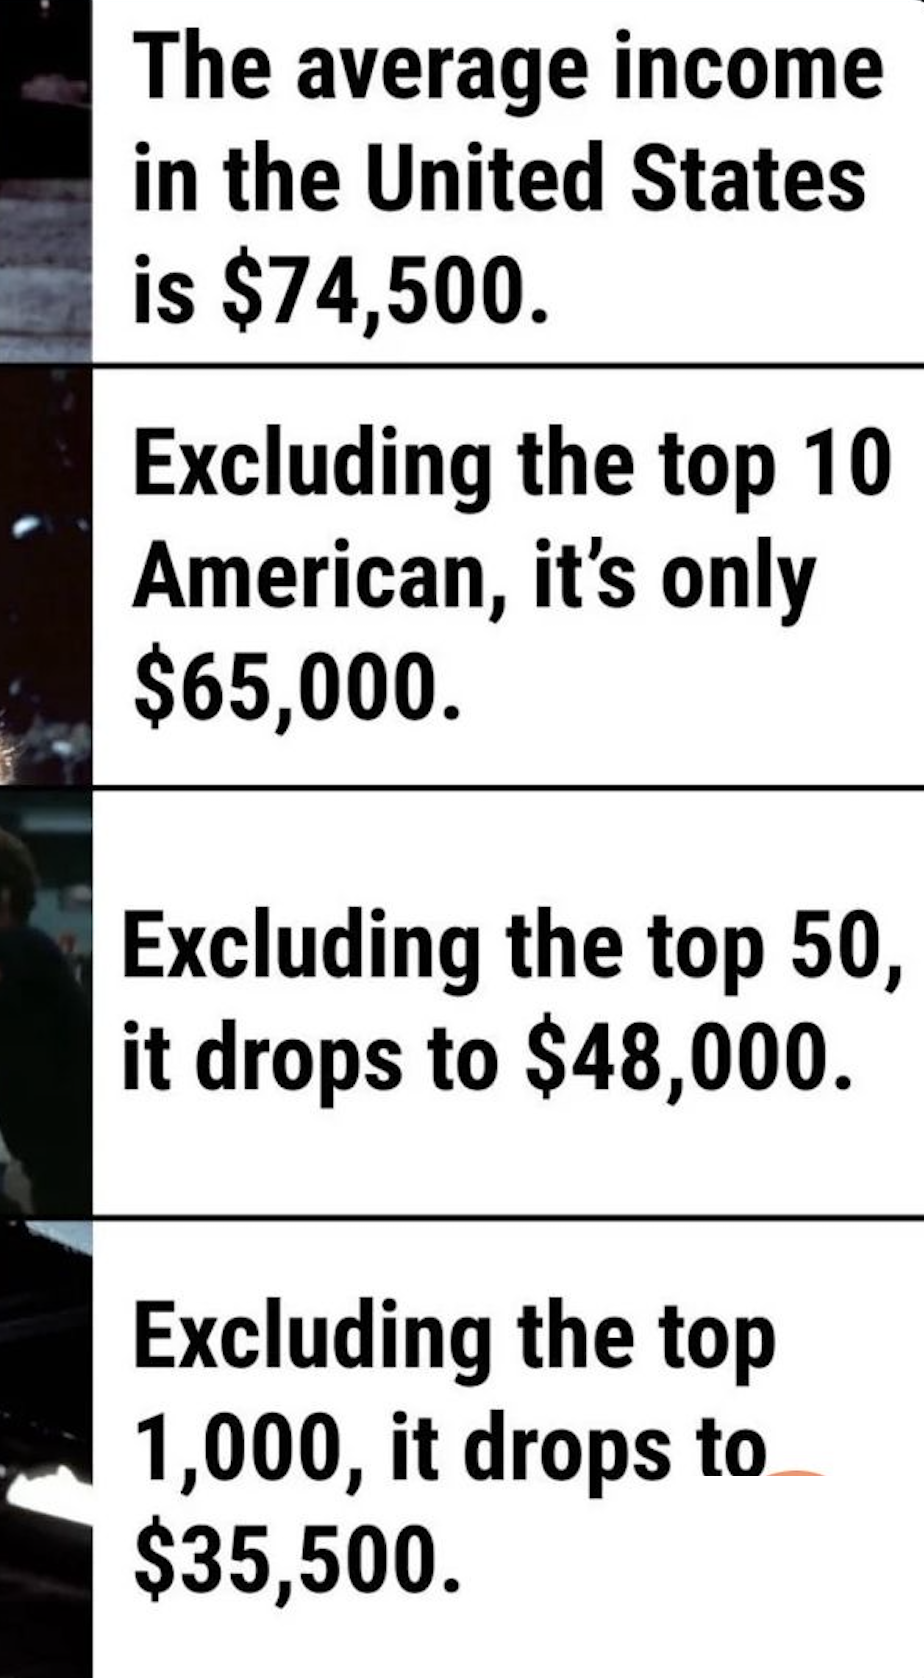 The average income
in the United States
is $74,500.
Excluding the top 10
American, it’s only
$65,000.
Excluding the top 50,
it drops to $48,000.
Excluding the top
1,000, it drops to
$35,500.